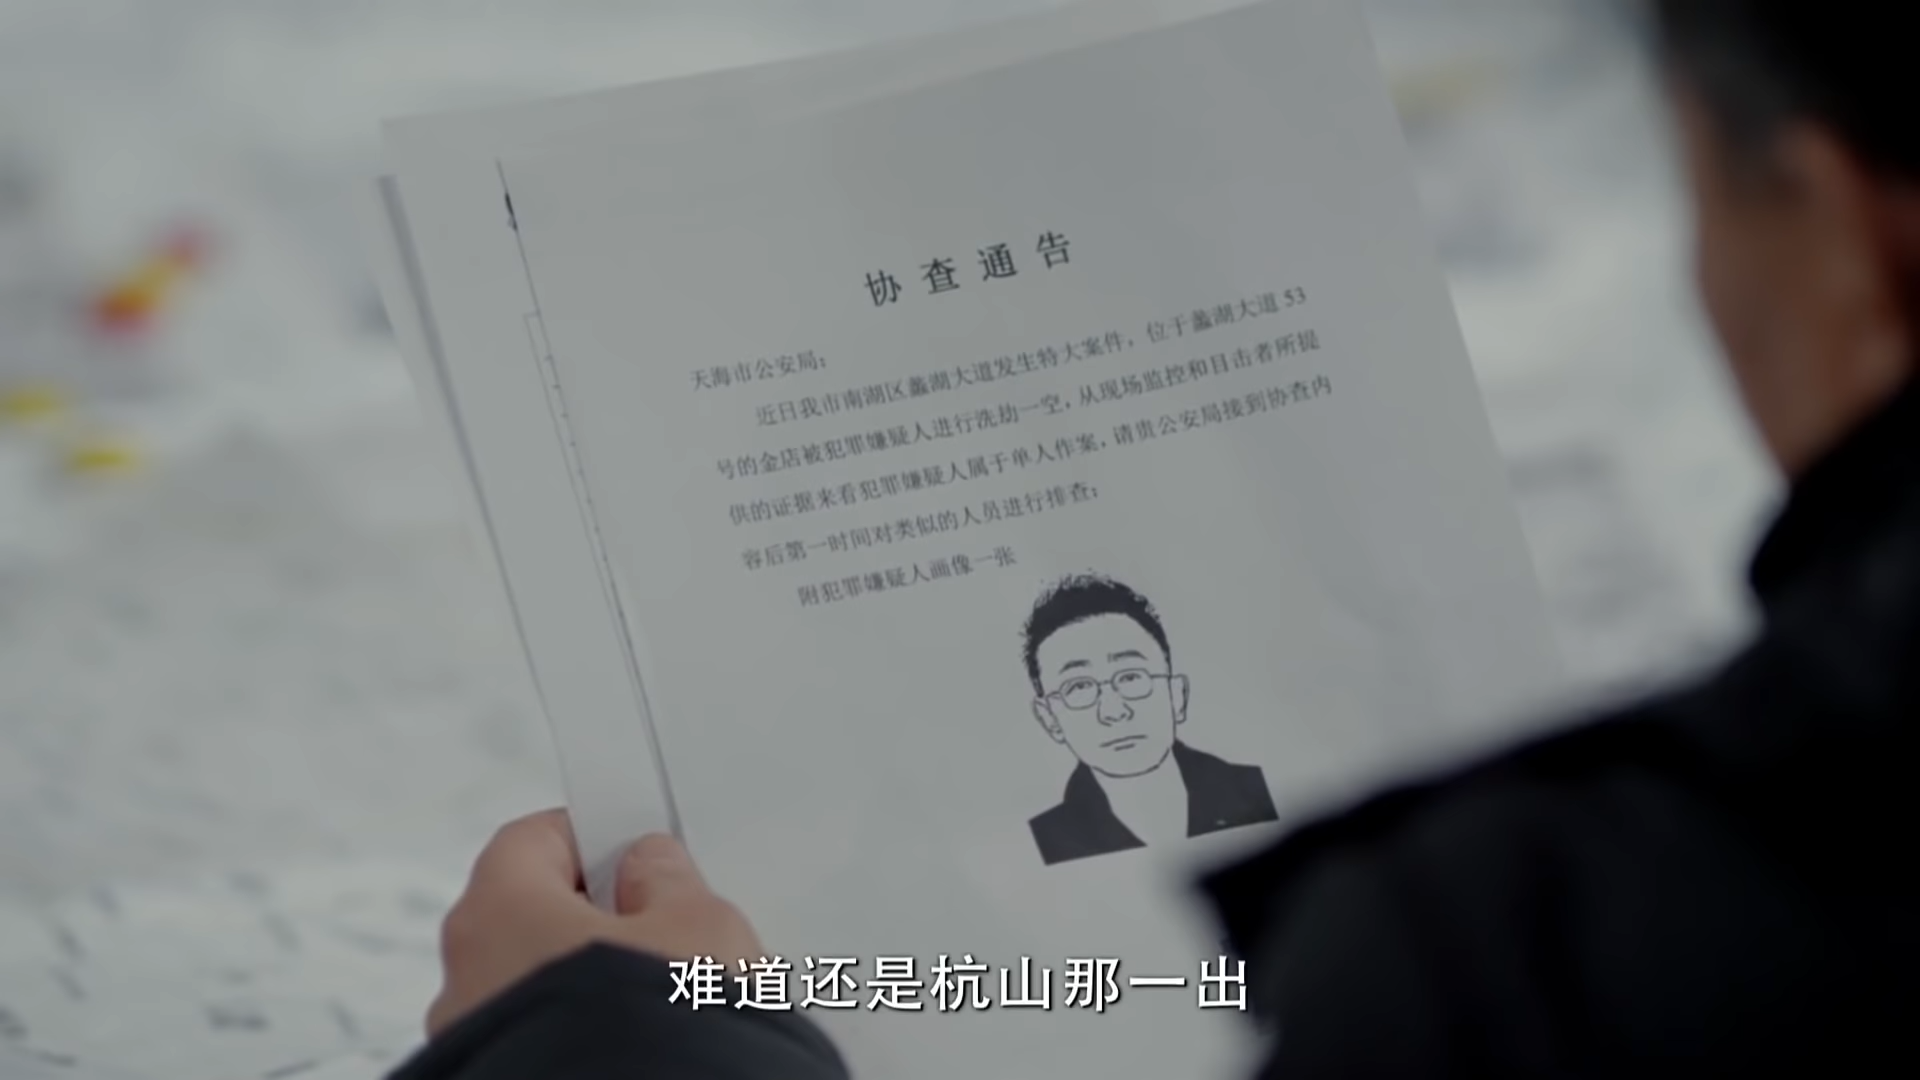 协查通告
天海市公安局：
近日我市南湖区蠡湖大道发生特大案件，位于蠡湖大道53
号的金店被犯罪嫌疑人进行洗劫一空，从现场监控和目击者所提
供的证据来看犯罪嫌疑人属于单人作案，请贵公安局接到协查内
容后第一时间对类似的人员进行排查：
附犯罪嫌疑人画像一张
难道还是杭山那一出